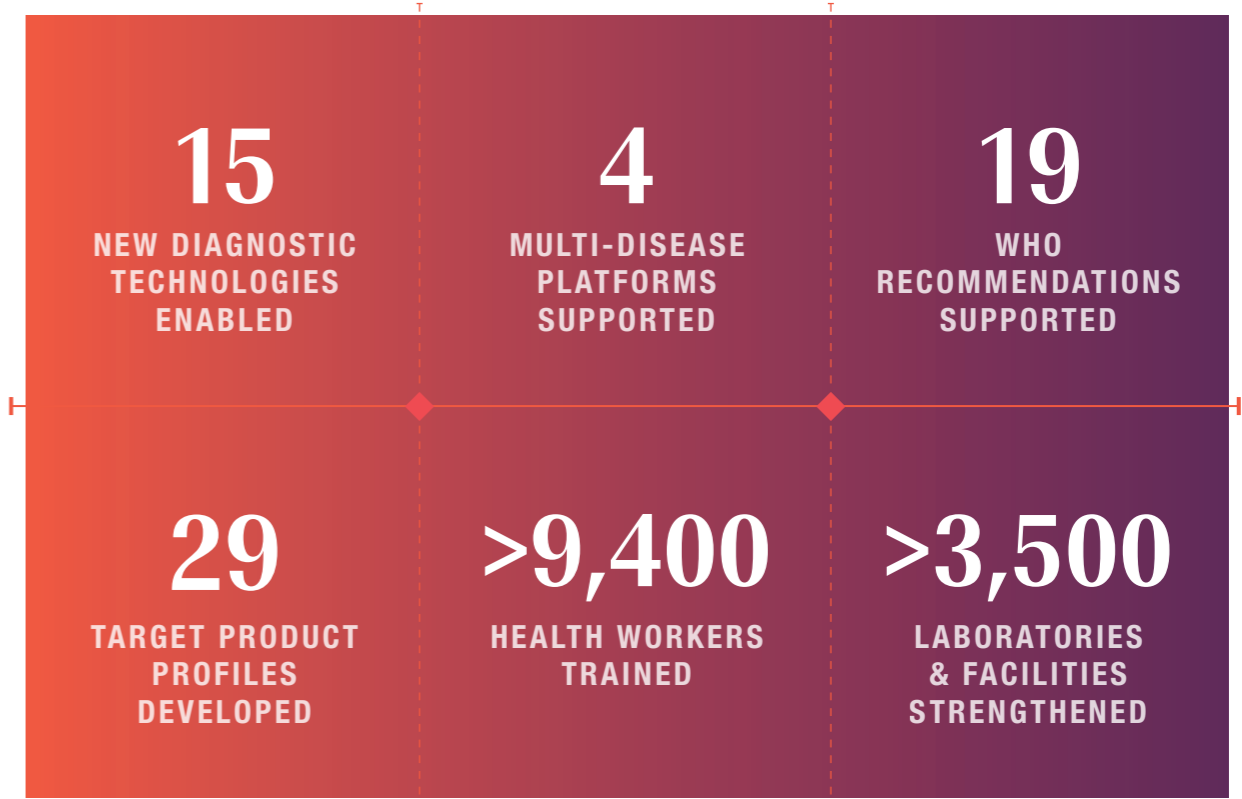 15
NEW DIAGNOSTIC
TECHNOLOGIES
ENABLED
4
MULTI-DISEASE
PLATFORMS
SUPPORTED
19
WHO
RECOMMENDATIONS
SUPPORTED
29
TARGET PRODUCT
PROFILES
DEVELOPED
>9,400
HEALTH WORKERS
TRAINED
>3,500
LABORATORIES
& FACILITIES
STRENGTHENED